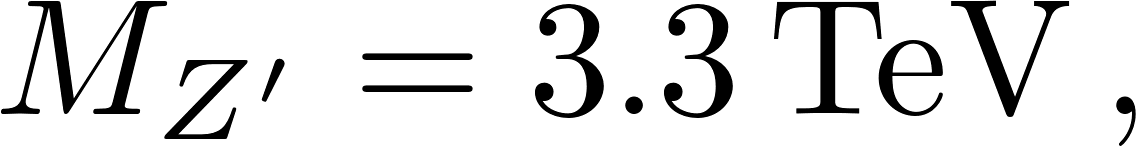 M_{Z'} = 3.3 TeV ,